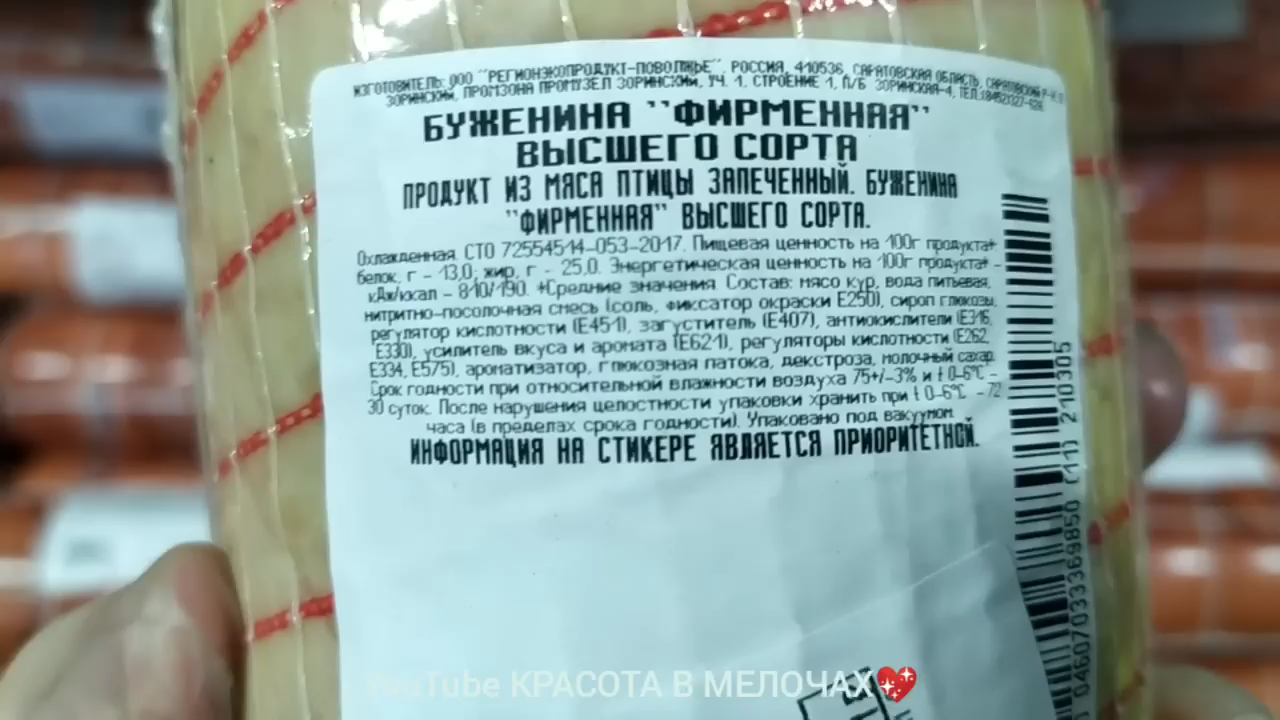 ИЗГОТОВИТЕЛЬ: ООО "РЕГИОНЭКОПРОДУКТ-ПОВОЛЖЬЕ", РОССИЯ, 410536, САРАТОВСКАЯ ОБЛАСТЬ, САРАТОВСКИЙ Р-Н, П
ЗОРИНСКИЙ, ПРОМЗОНА ПРОМУЗЕЛ ЗОРИНСКИЙ, УЧ. 1, СТРОЕНИЕ 1, П/Б ЗОРИНСКАЯ-4, ТЕЛ.
БУЖЕНИНА "ФИРМЕННАЯ"
ВЫСШЕГО СОРТА
ПРОДУКТ ИЗ МЯСА ПТИЦЫ ЗАПЕЧЕННЫЙ. БУЖЕНИНА
"ФИРМЕННАЯ" ВЫСШЕГО СОРТА.
Охлажденная. СТО 72554514-053-2017. Пищевая ценность на 100г продукта*
белок, г - 13,0; жир, г - 25,0. Энергетическая ценность на 100г продукта* -
кДж/ккал - 810/190. *Средние значения. Состав: мясо кур, вода питьевая,
нитритно-посолочная смесь (соль, фиксатор окраски Е250), сироп глюкозы,
регулятор кислотности (Е451), загуститель (Е407), антиокислители (Е316,
Е330), усилитель вкуса и аромата (Е621), регуляторы кислотности (Е262,
Е334, Е575), ароматизатор, глюкозная патока, декстроза, молочный сахар.
Срок годности при относительной влажности воздуха 75+/-3% и t 0-6°С -
30 суток. После нарушения целостности упаковки хранить при t 0-6°С - 72
часа (в пределах срока годности). Упаковано под вакуумом.
ИНФОРМАЦИЯ НА СТИКЕРЕ ЯВЛЯЕТСЯ ПРИОРИТЕТНОЙ.
) 04607033369850 (11) 210305
YouTube КРАСОТА В МЕЛОЧАХ💖